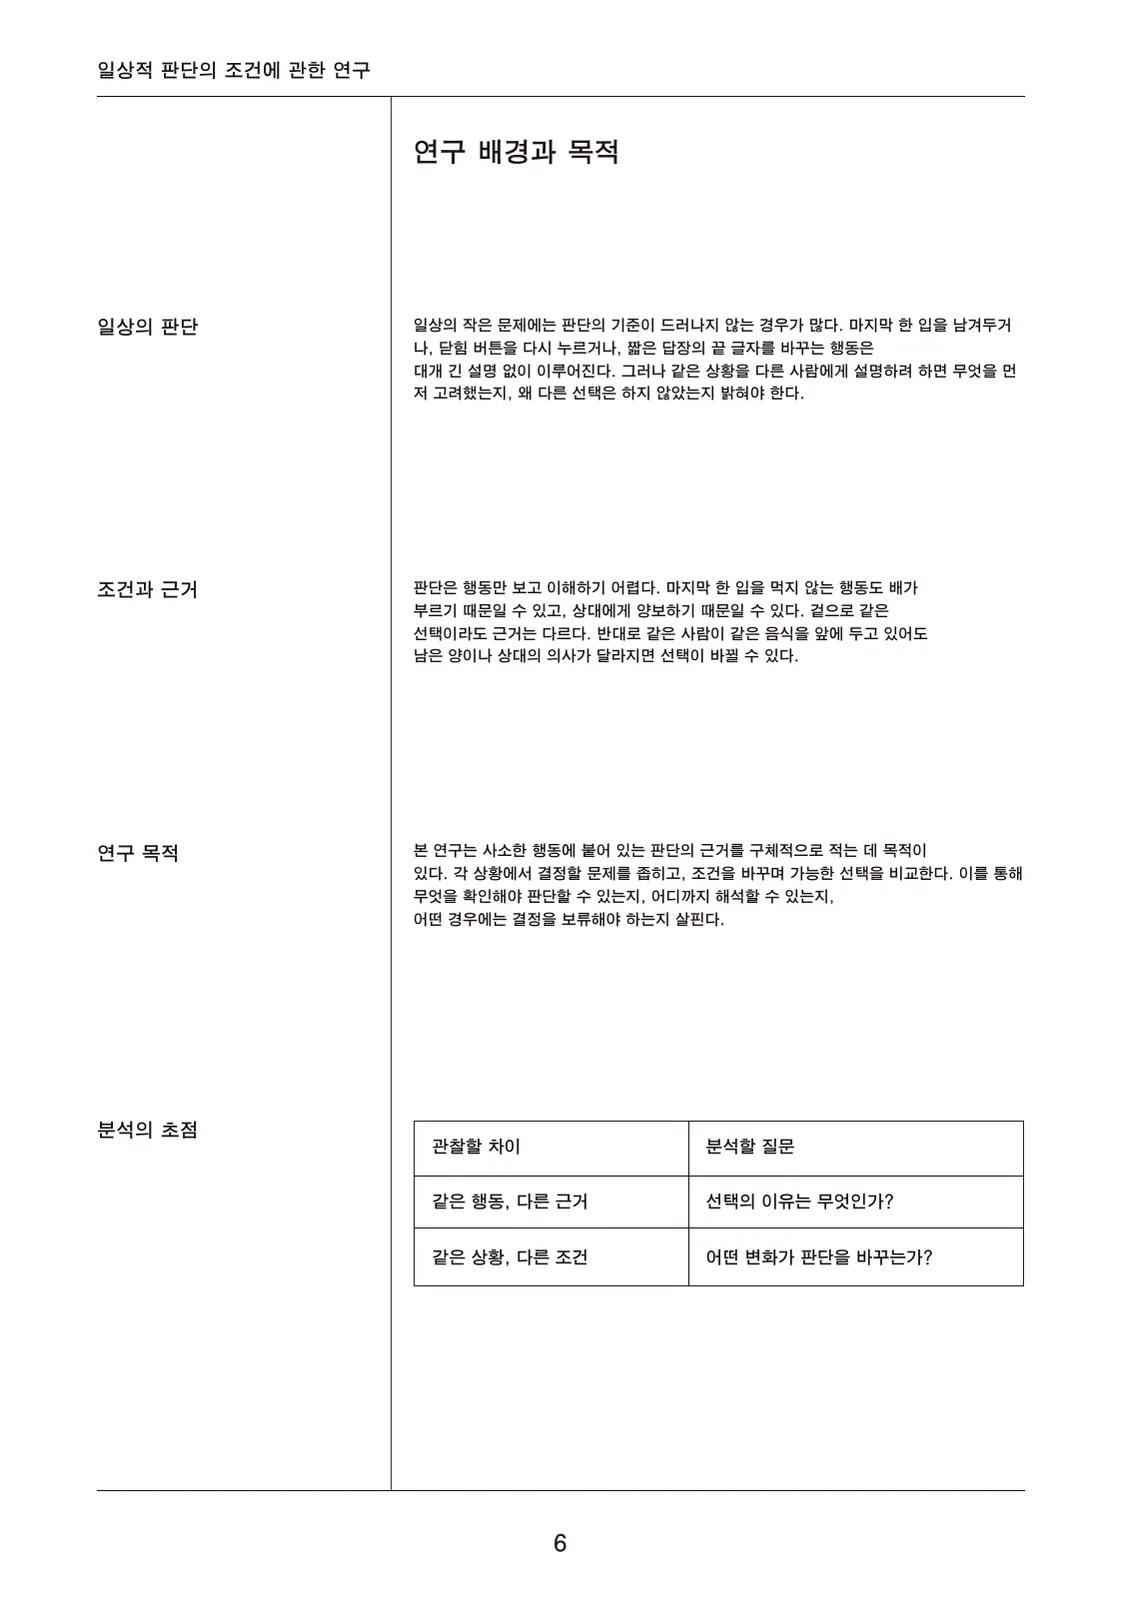 일상적 판단의 조건에 관한 연구
연구 배경과 목적
일상의 판단
일상의 작은 문제에는 판단의 기준이 드러나지 않는 경우가 많다. 마지막 한 입을 남겨두거
나, 닫힘 버튼을 다시 누르거나, 짧은 답장의 끝 글자를 바꾸는 행동은
대개 긴 설명 없이 이루어진다. 그러나 같은 상황을 다른 사람에게 설명하려 하면 무엇을 먼
저 고려했는지, 왜 다른 선택은 하지 않았는지 밝혀야 한다.
조건과 근거
판단은 행동만 보고 이해하기 어렵다. 마지막 한 입을 먹지 않는 행동도 배가
부르기 때문일 수 있고, 상대에게 양보하기 때문일 수 있다. 겉으로 같은
선택이라도 근거는 다르다. 반대로 같은 사람이 같은 음식을 앞에 두고 있어도
남은 양이나 상대의 의사가 달라지면 선택이 바뀔 수 있다.
연구 목적
본 연구는 사소한 행동에 붙어 있는 판단의 근거를 구체적으로 적는 데 목적이
있다. 각 상황에서 결정할 문제를 좁히고, 조건을 바꾸며 가능한 선택을 비교한다. 이를 통해
무엇을 확인해야 판단할 수 있는지, 어디까지 해석할 수 있는지,
어떤 경우에는 결정을 보류해야 하는지 살핀다.
분석의 초점
관찰할 차이 분석할 질문
같은 행동, 다른 근거 선택의 이유는 무엇인가?
같은 상황, 다른 조건 어떤 변화가 판단을 바꾸는가?
6